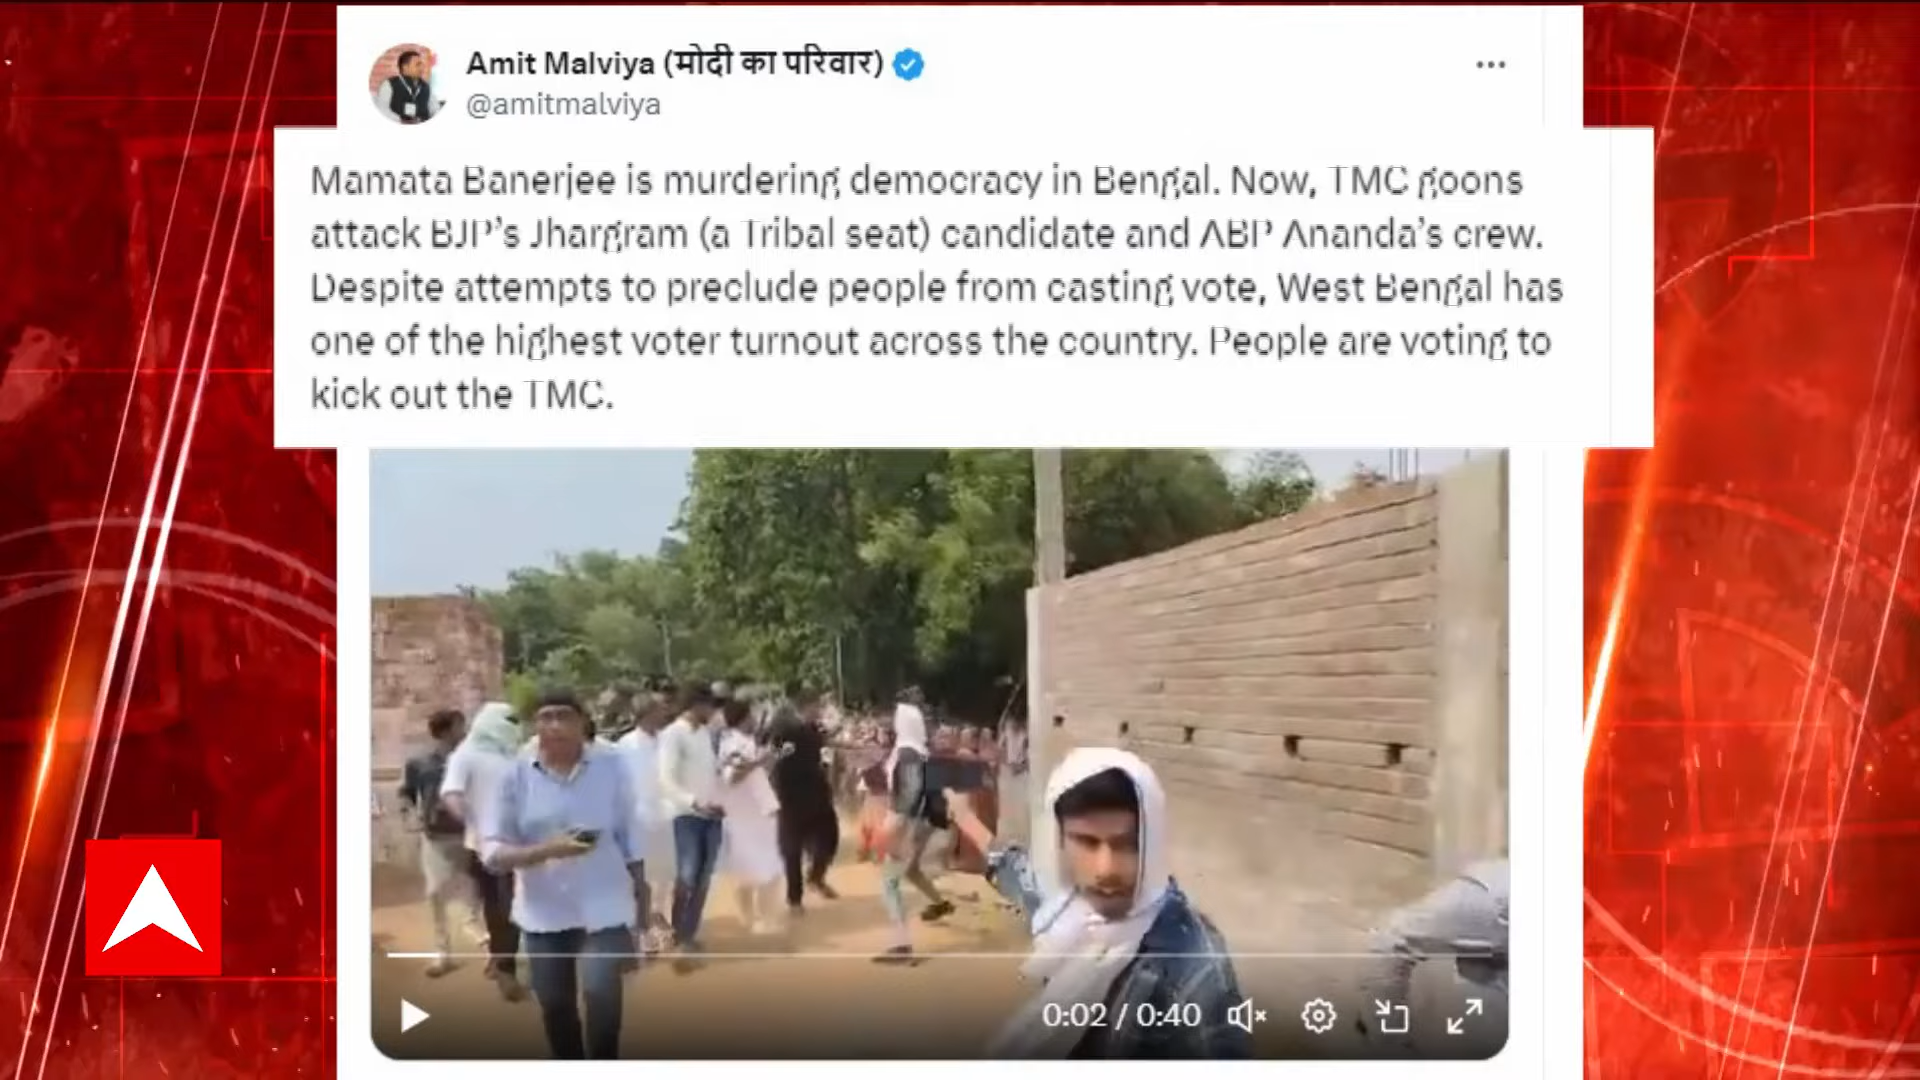 Amit Malviya (मोदी का परिवार)
@amitmalviya
Mamata Banerjee is murdering democracy in Bengal. Now, TMC goons
attack BJP's Jhargram (a Tribal seat) candidate and ABP Ananda's crew.
Despite attempts to preclude people from casting vote, West Bengal has
one of the highest voter turnout across the country. People are voting to
kick out the TMC.
0:02 / 0:40